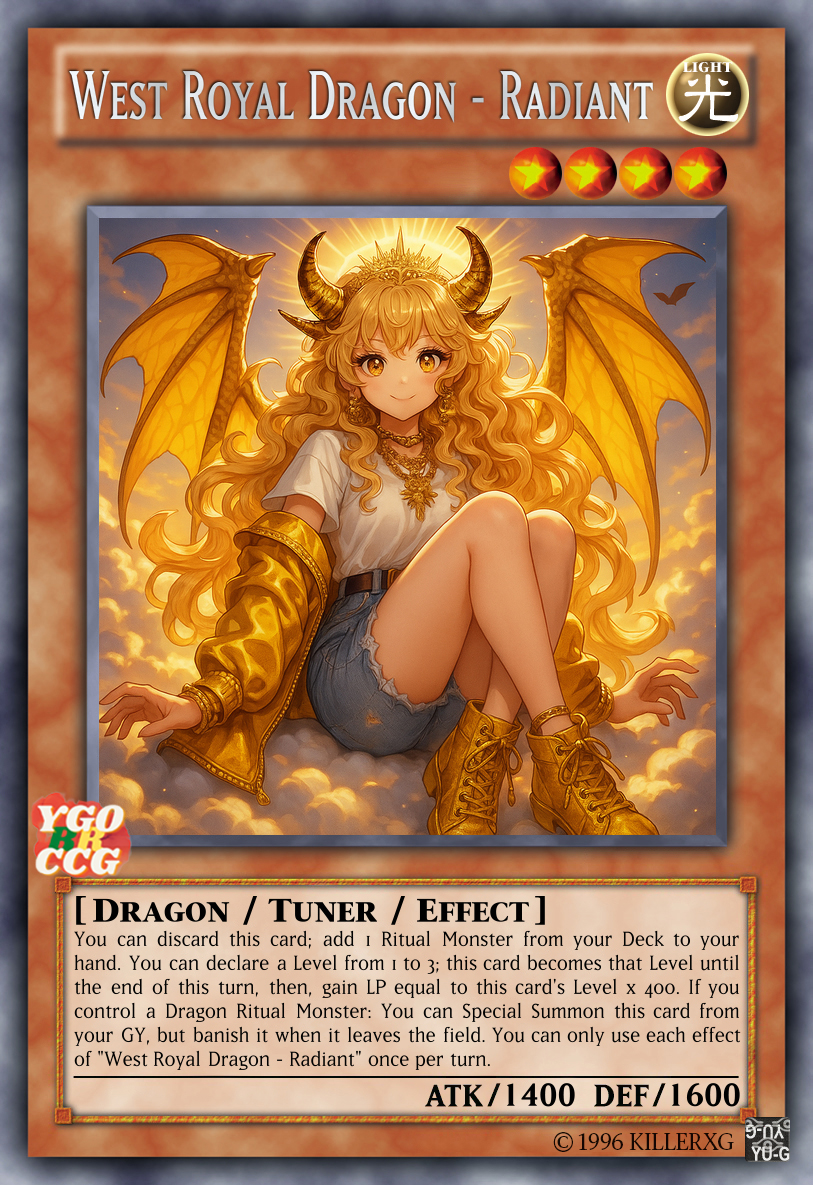 West Royal Dragon - Radiant
LIGHT
光
YGO
BR
CCG
[ Dragon / Tuner / Effect ]
You can discard this card; add 1 Ritual Monster from your Deck to your
hand. You can declare a Level from 1 to 3; this card becomes that Level until
the end of this turn, then, gain LP equal to this card's Level x 400. If you
control a Dragon Ritual Monster: You can Special Summon this card from
your GY, but banish it when it leaves the field. You can only use each effect
of "West Royal Dragon - Radiant" once per turn.
ATK/1400 DEF/1600
© 1996 KILLERXG
YU-G